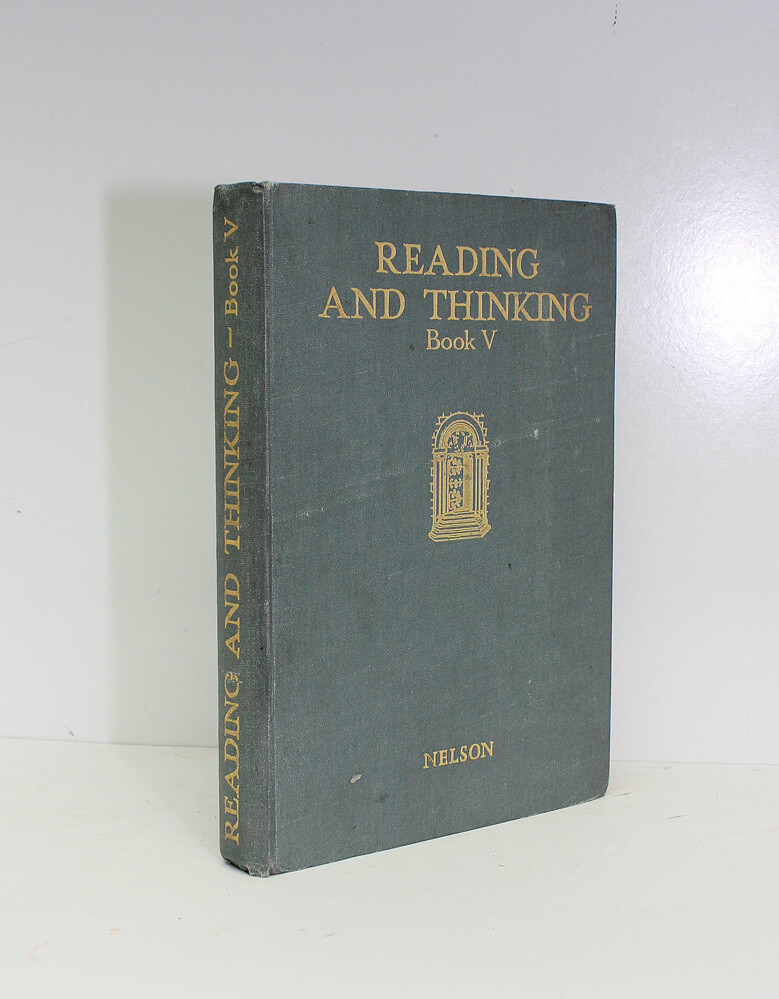 READING AND THINKING – Book V
READING
AND THINKING
Book V
NELSON